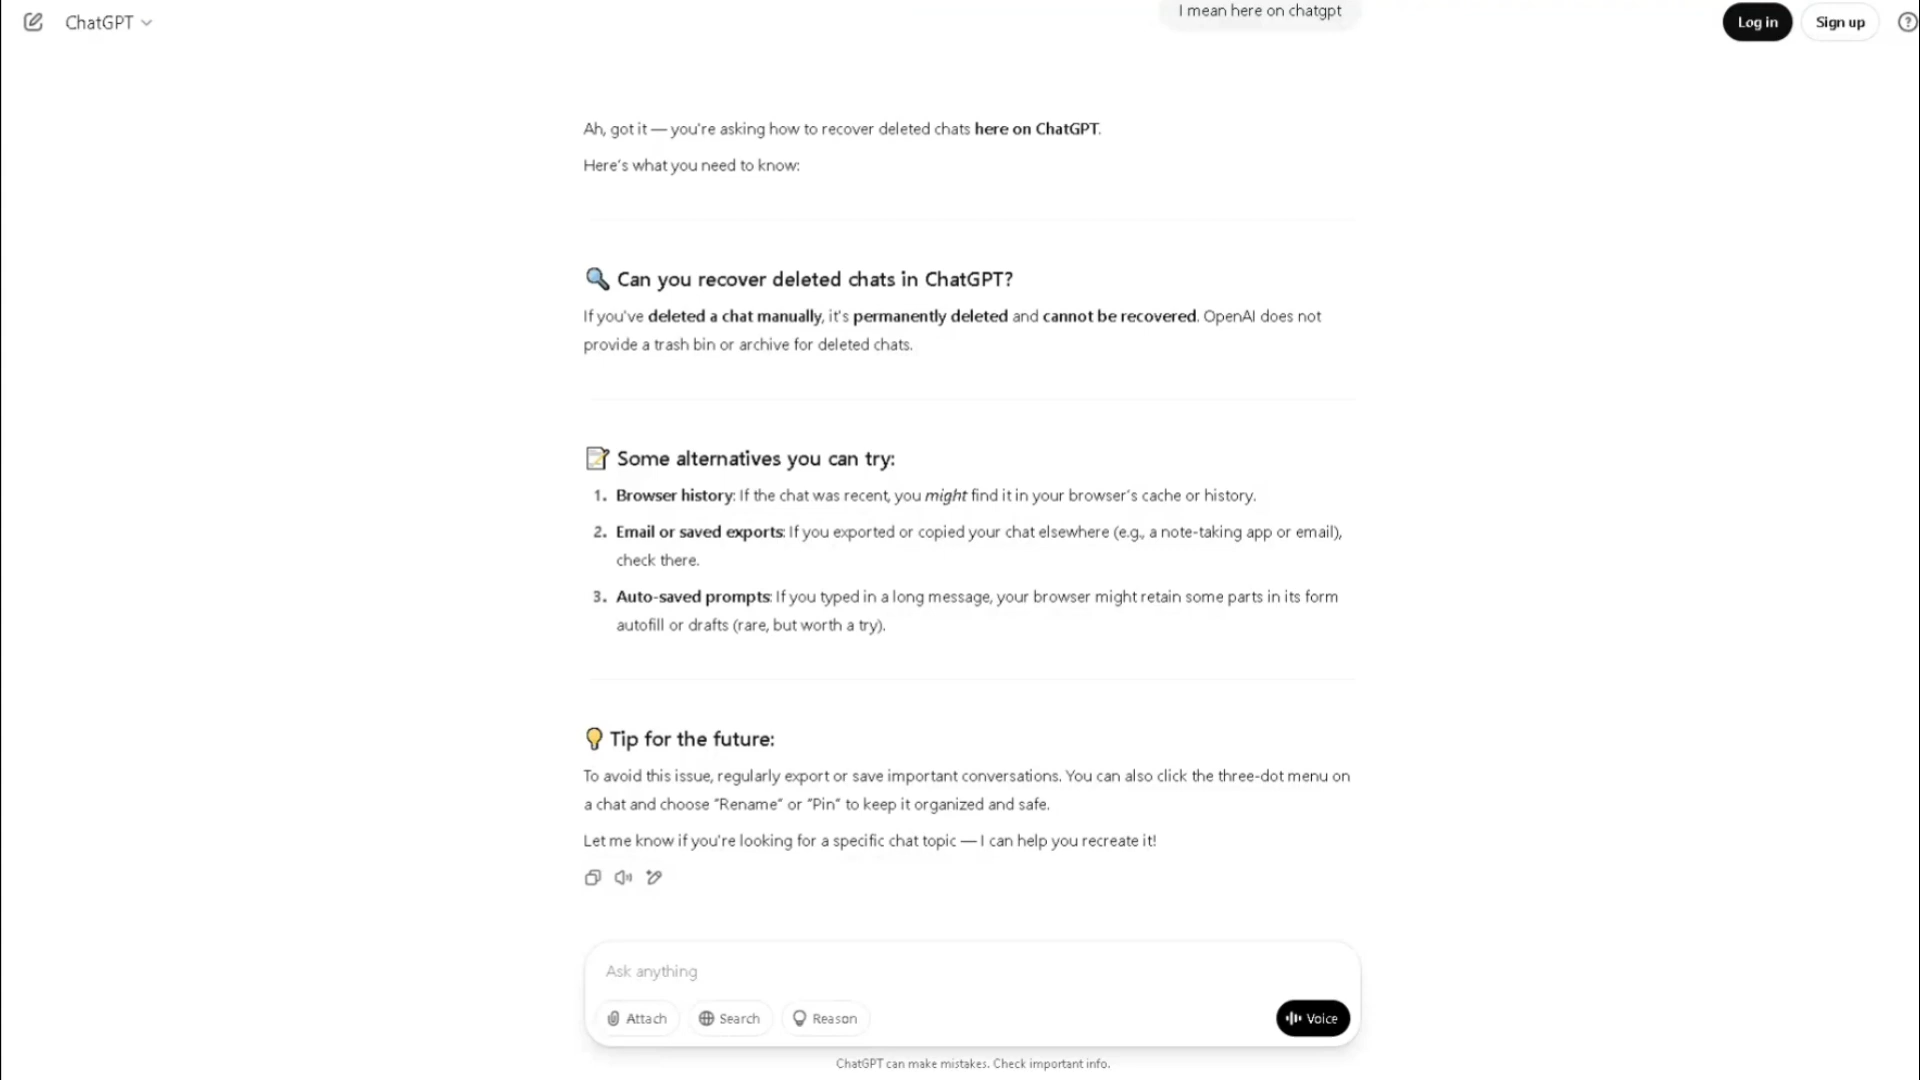 ChatGPT
I mean here on chatgpt
Log in
Sign up
Ah, got it — you're asking how to recover deleted chats here on ChatGPT.
Here's what you need to know:
Can you recover deleted chats in ChatGPT?
If you've deleted a chat manually, it's permanently deleted and cannot be recovered. OpenAI does not
provide a trash bin or archive for deleted chats.
Some alternatives you can try:
1. Browser history: If the chat was recent, you might find it in your browser's cache or history.
2. Email or saved exports: If you exported or copied your chat elsewhere (e.g., a note-taking app or email),
check there.
3. Auto-saved prompts: If you typed in a long message, your browser might retain some parts in its form
autofill or drafts (rare, but worth a try).
Tip for the future:
To avoid this issue, regularly export or save important conversations. You can also click the three-dot menu on
a chat and choose “Rename” or “Pin” to keep it organized and safe.
Let me know if you're looking for a specific chat topic — I can help you recreate it!
Ask anything
Attach
Search
Reason
Voice
ChatGPT can make mistakes. Check important info.